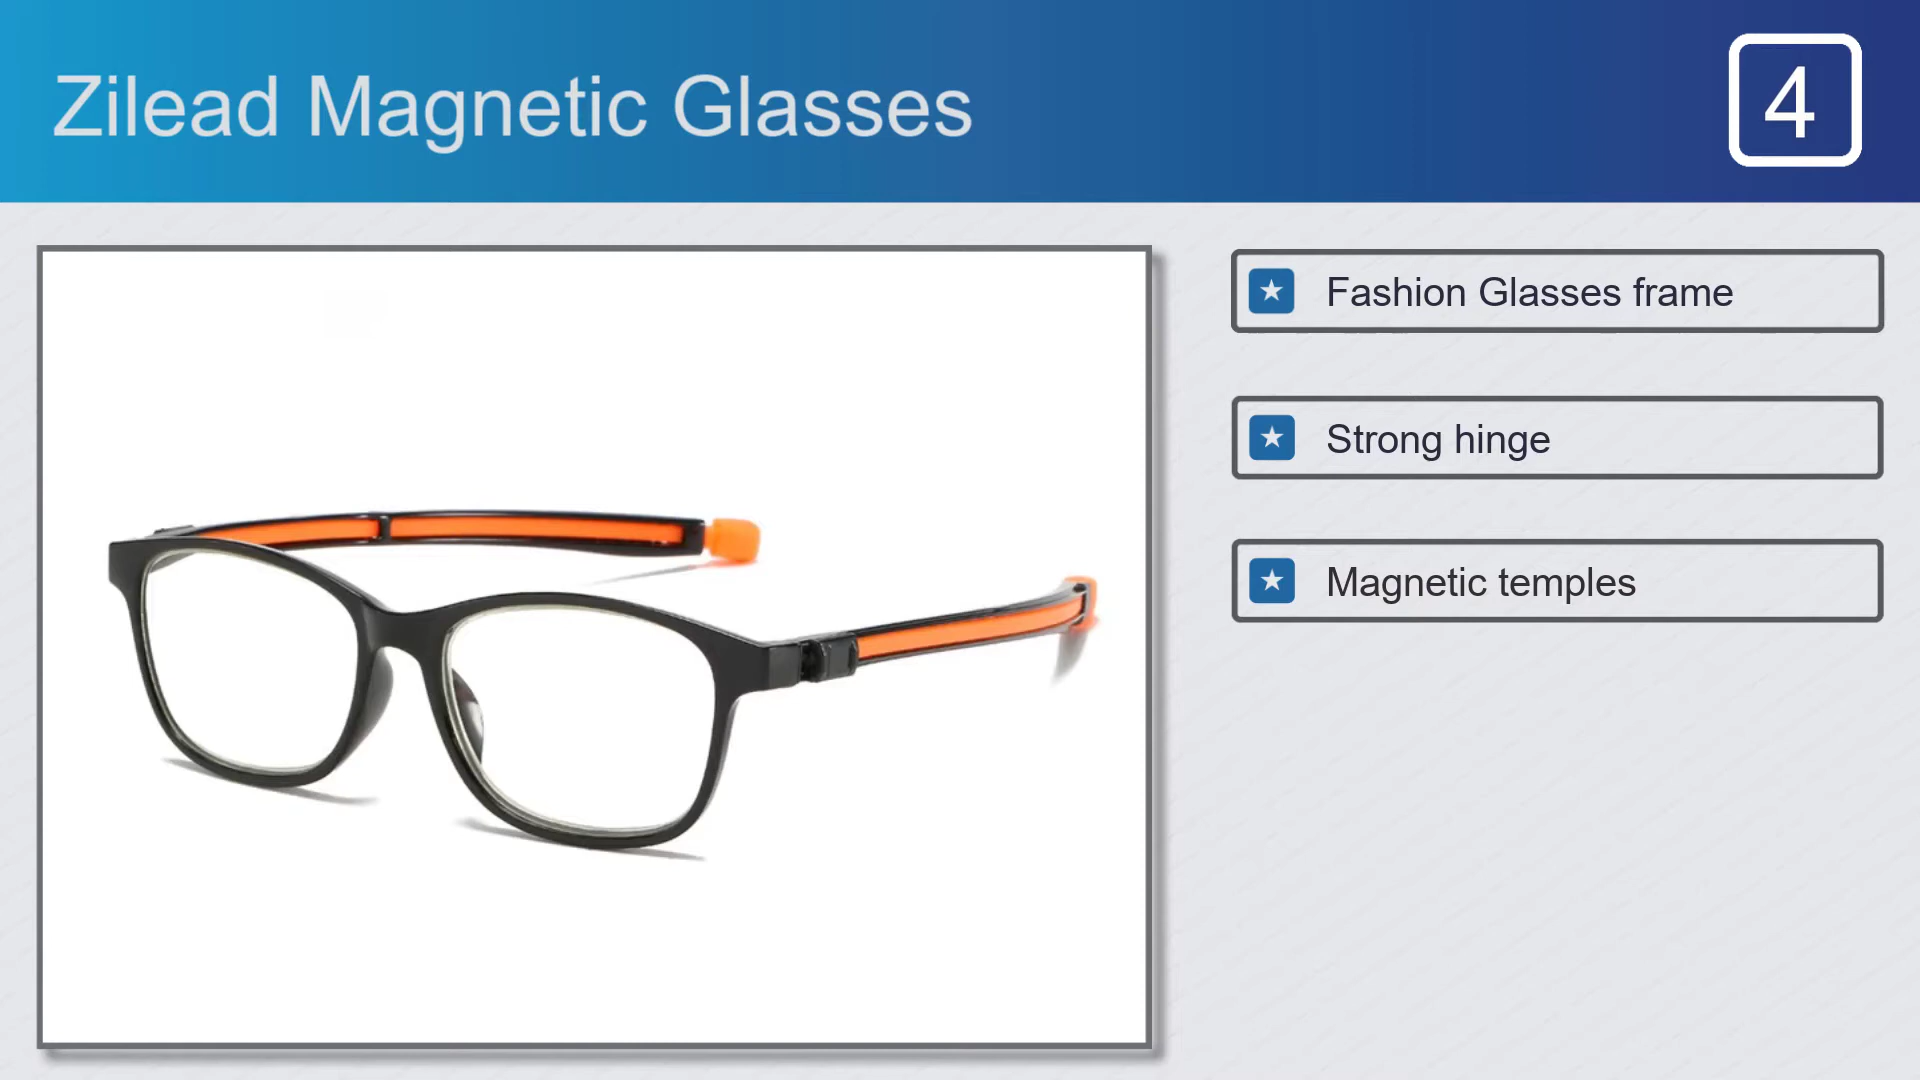 Zilead Magnetic Glasses
4
Fashion Glasses frame
Strong hinge
Magnetic temples